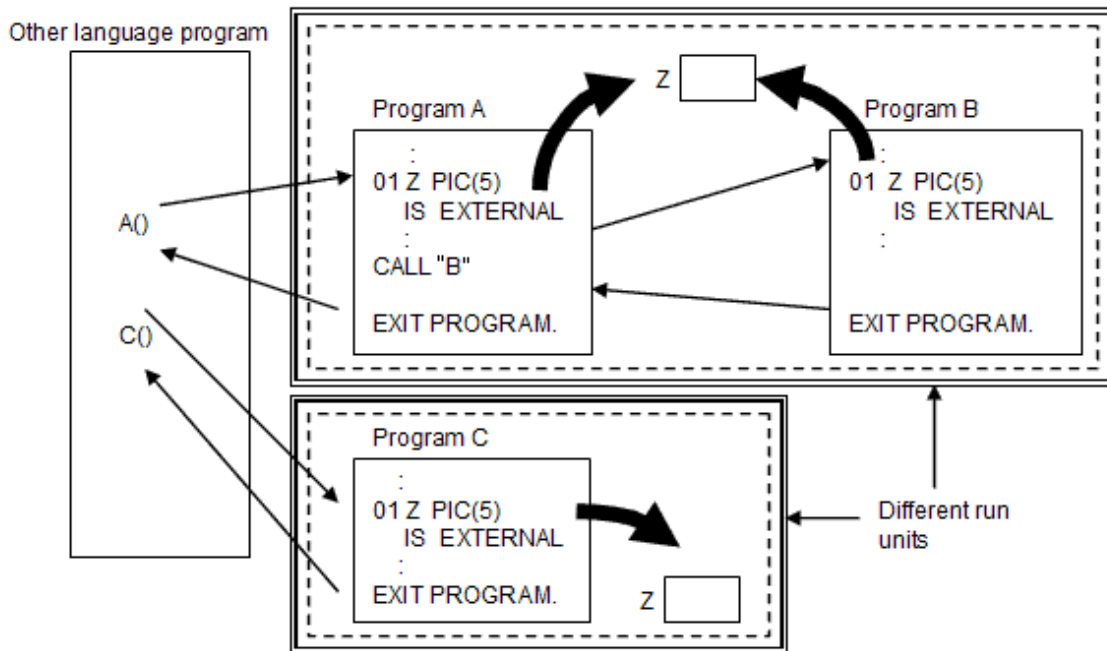 Other language program
A()
C()
Z
Program A
:
01 Z PIC(5)
IS EXTERNAL
:
CALL "B"
EXIT PROGRAM.
Program B
:
01 Z PIC(5)
IS EXTERNAL
:
EXIT PROGRAM.
Program C
:
01 Z PIC(5)
IS EXTERNAL
:
EXIT PROGRAM.
Z
Different run
units